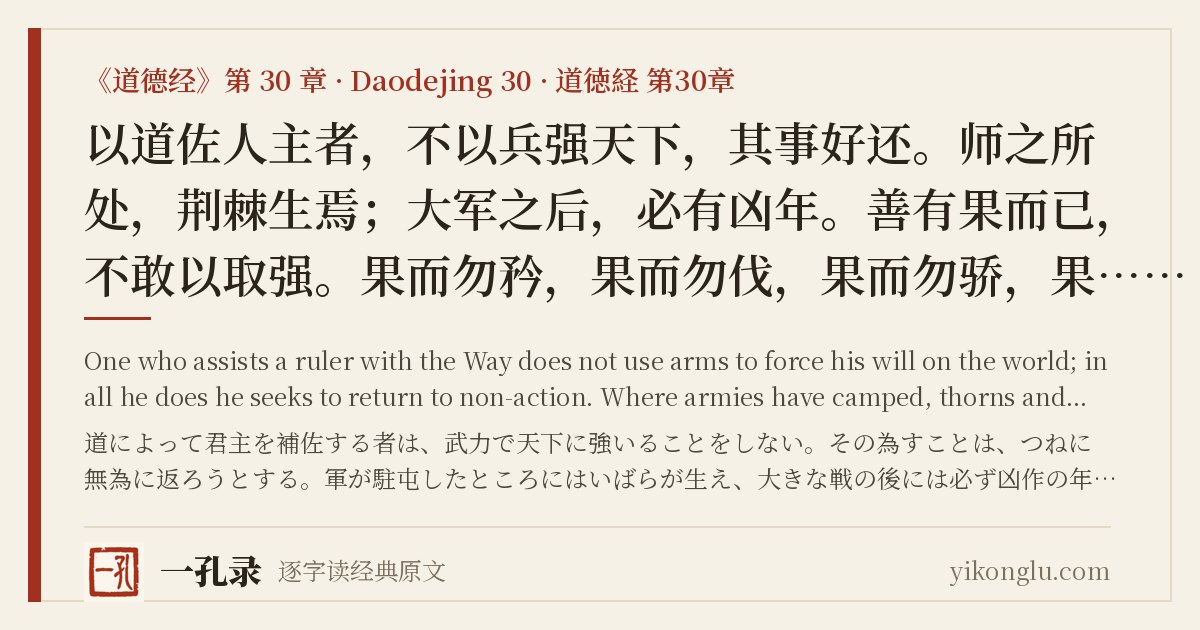 《道德经》第 30 章 · Daodejing 30 · 道徳経 第30章
以道佐人主者，不以兵强天下，其事好还。师之所
处，荆棘生焉；大军之后，必有凶年。善有果而已，
不敢以取强。果而勿矜，果而勿伐，果而勿骄，果……
One who assists a ruler with the Way does not use arms to force his will on the world; in
all he does he seeks to return to non-action. Where armies have camped, thorns and...
道によって君主を補佐する者は、武力で天下に強いることをしない。その為すことは、つねに
無為に返ろうとする。軍が駐屯したところにはいばらが生え、大きな戦の後には必ず凶作の年…
一孔
一孔录 逐字读经典原文 yikonglu.com